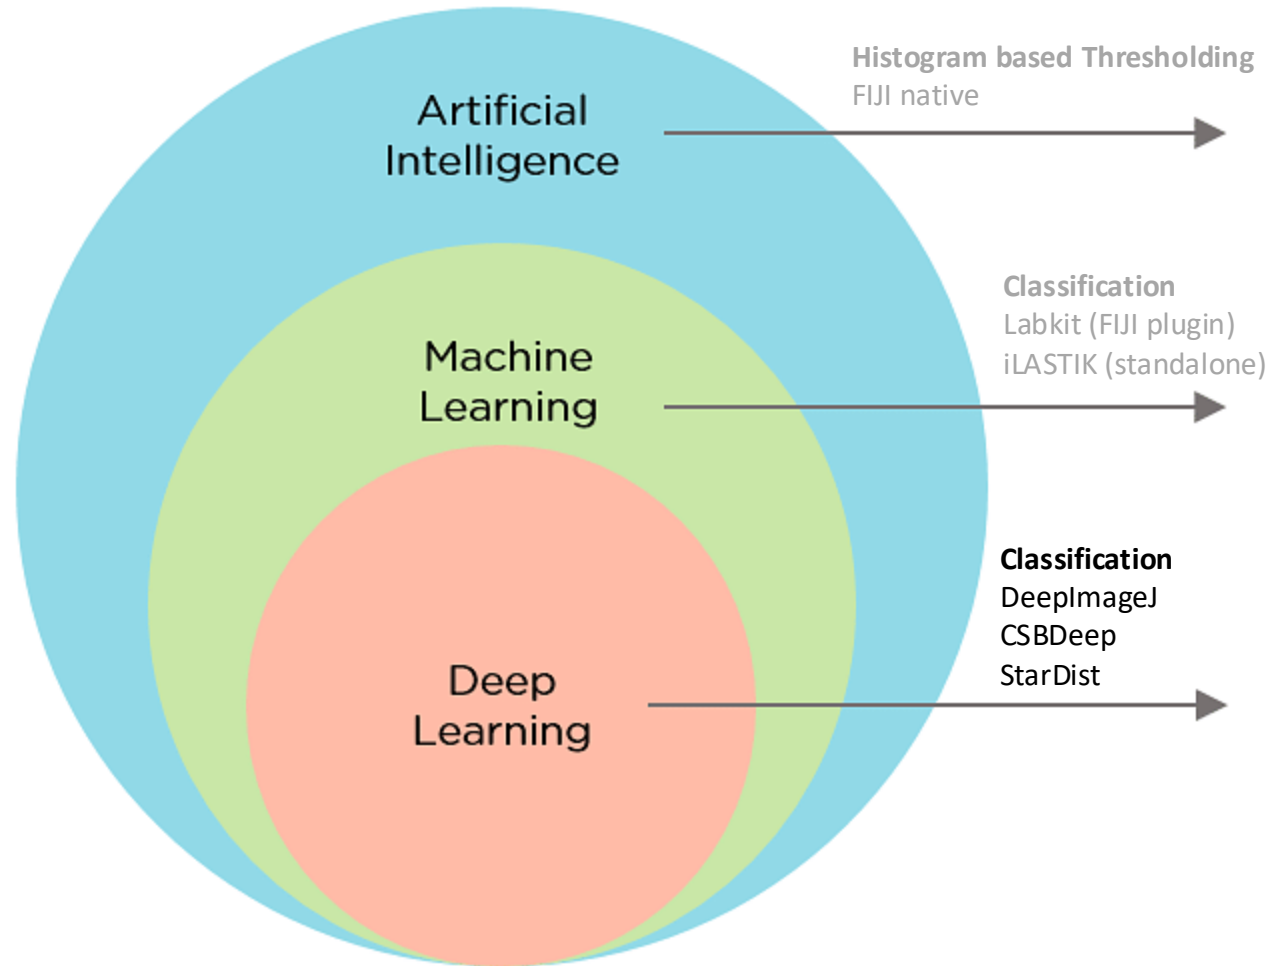 Artificial
Intelligence
Histogram based Thresholding
FIJI native
Machine
Learning
Classification
Labkit (FIJI plugin)
iLASTIK (standalone)
Deep
Learning
Classification
DeepImageJ
CSBDeep
StarDist